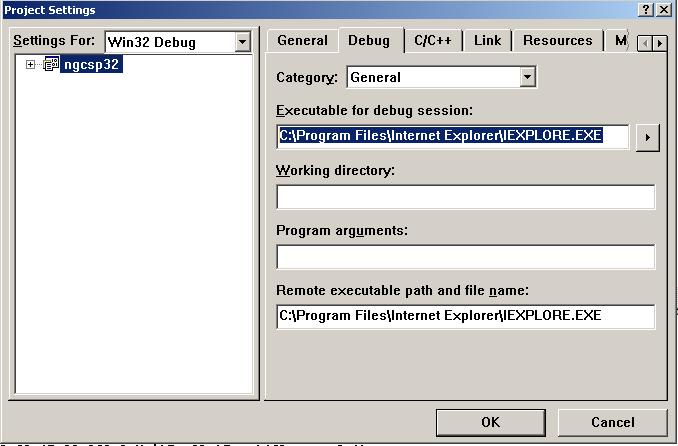 Project Settings
Settings For: Win32 Debug
ngcsp32
General Debug C/C++ Link Resources
Category: General
Executable for debug session:
C:\Program Files\Internet Explorer\IEXPLORE.EXE
Working directory:
Program arguments:
Remote executable path and file name:
C:\Program Files\Internet Explorer\IEXPLORE.EXE
OK Cancel